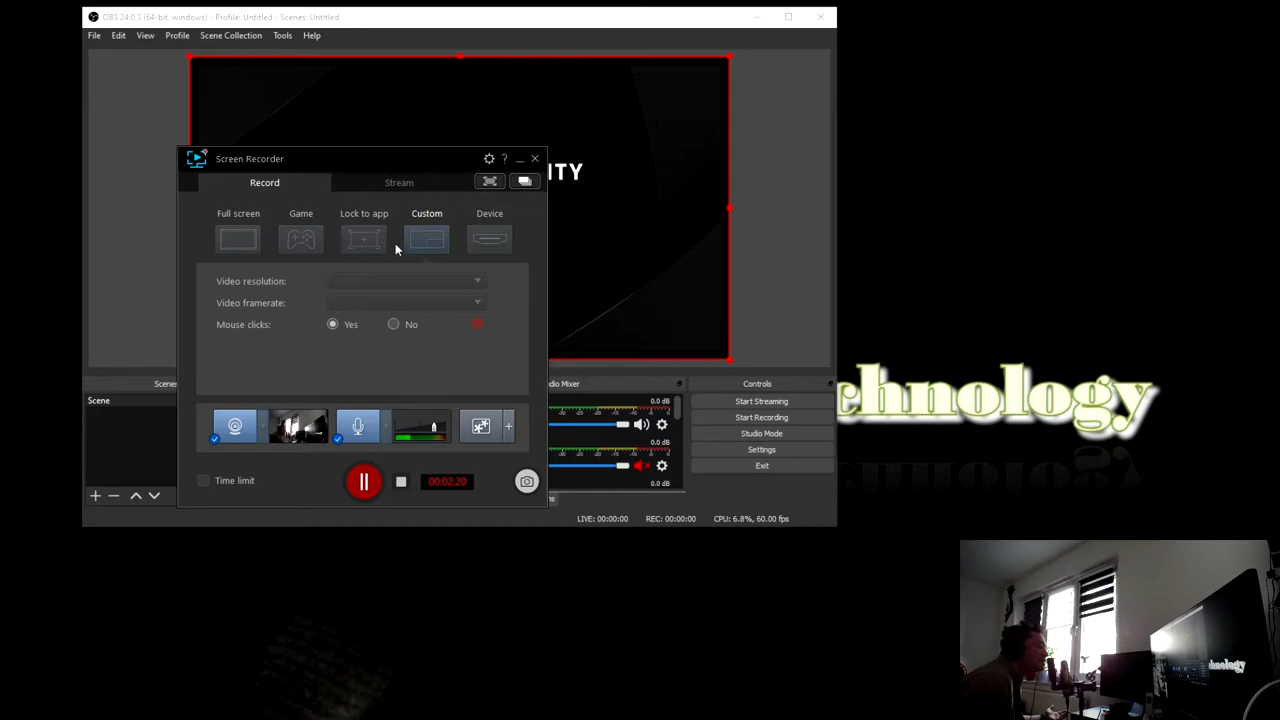 OBS 24.0.3 (64-bit, windows) - Profile: Untitled - Scenes: Untitled
File Edit View Profile Scene Collection Tools Help
ITY
Screen Recorder
Record Stream
Full screen Game Lock to app Custom Device
Video resolution:
Video framerate:
Mouse clicks: Yes No
Time limit
00:02:20
Scenes
Scene
dio Mixer
0.0 dB
0.0 dB
0.0 dB
Controls
Start Streaming
Start Recording
Studio Mode
Settings
Exit
LIVE: 00:00:00 REC: 00:00:00 CPU: 6.8%, 60.00 fps
chnology
hnology